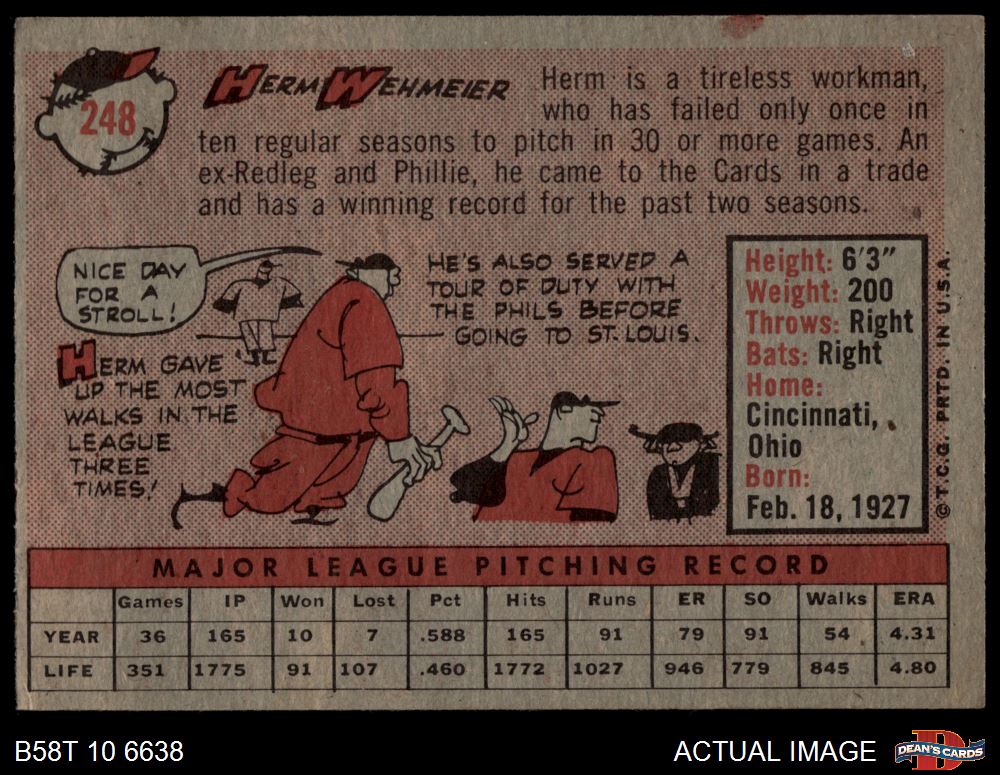 248
HERM WEHMEIER
Herm is a tireless workman,
who has failed only once in
ten regular seasons to pitch in 30 or more games. An
ex-Redleg and Phillie, he came to the Cards in a trade
and has a winning record for the past two seasons.
NICE DAY
FOR A
STROLL!
HERM GAVE
UP THE MOST
WALKS IN THE
LEAGUE
THREE
TIMES!
HE'S ALSO SERVED A
TOUR OF DUTY WITH
THE PHILS BEFORE
GOING TO ST. LOUIS.
Height: 6'3"
Weight: 200
Throws: Right
Bats: Right
Home:
Cincinnati,
Ohio
Born:
Feb. 18, 1927
© T.C.G. PRTD. IN U.S.A.
MAJOR LEAGUE PITCHING RECORD
Games IP Won Lost Pct Hits Runs ER SO Walks ERA
YEAR 36 165 10 7 .588 165 91 79 91 54 4.31
LIFE 351 1775 91 107 .460 1772 1027 946 779 845 4.80
B58T 10 6638
ACTUAL IMAGE
DEAN'S CARDS